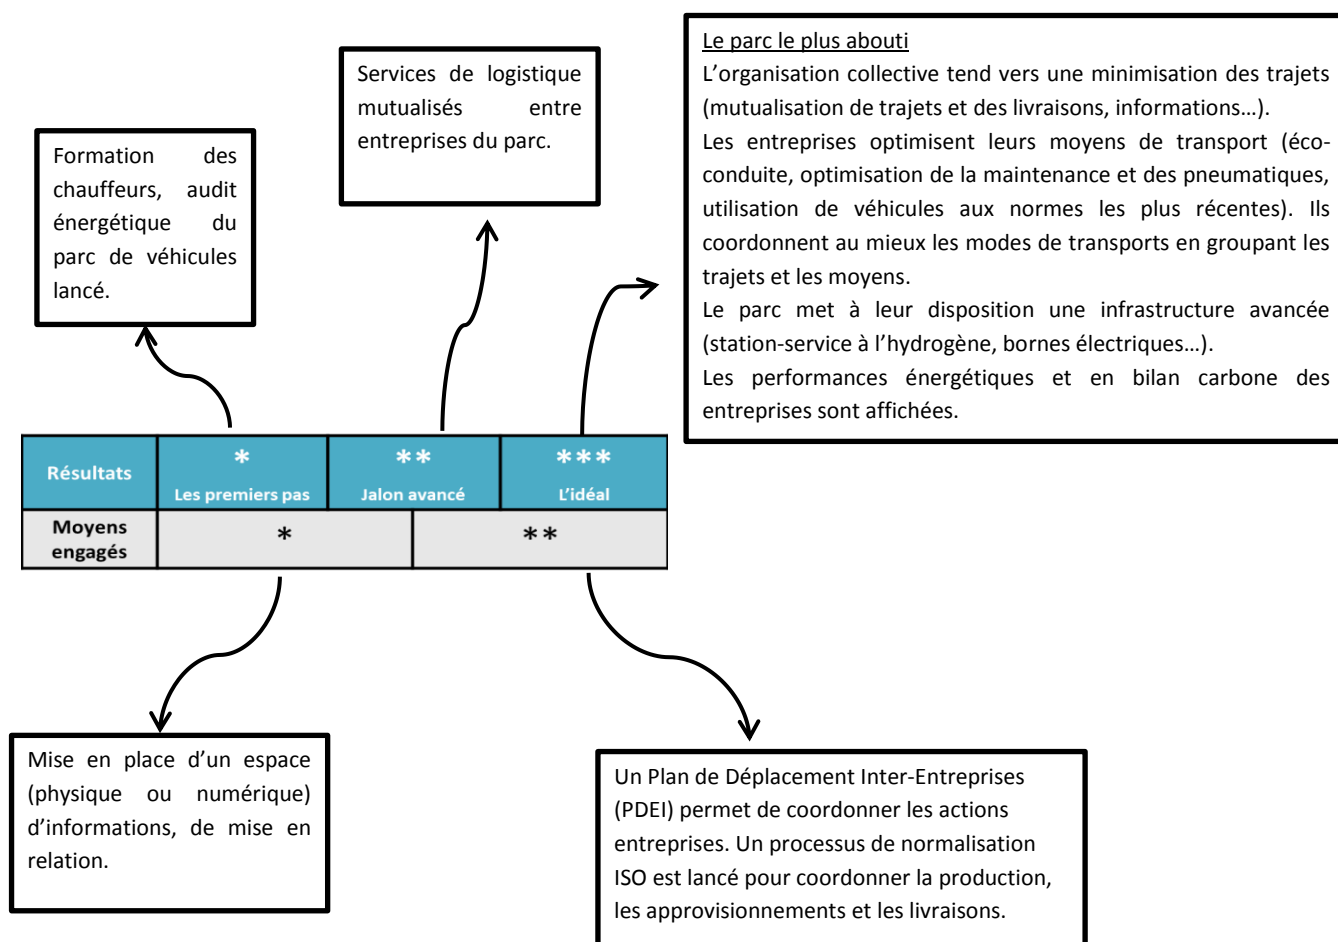 Le parc le plus abouti
L’organisation collective tend vers une minimisation des trajets
(mutualisation de trajets et des livraisons, informations…).
Les entreprises optimisent leurs moyens de transport (éco-
conduite, optimisation de la maintenance et des pneumatiques,
utilisation de véhicules aux normes les plus récentes). Ils
coordonnent au mieux les modes de transports en groupant les
trajets et les moyens.
Le parc met à leur disposition une infrastructure avancée
(station-service à l’hydrogène, bornes électriques…).
Les performances énergétiques et en bilan carbone des
entreprises sont affichées.
Services de logistique
mutualisés entre
entreprises du parc.
Formation des
chauffeurs, audit
énergétique du
parc de véhicules
lancé.
Résultats
*
Les premiers pas
**
Jalon avancé
***
L’idéal
Moyens
engagés
*
**
Mise en place d’un espace
(physique ou numérique)
d’informations, de mise en
relation.
Un Plan de Déplacement Inter-Entreprises
(PDEI) permet de coordonner les actions
entreprises. Un processus de normalisation
ISO est lancé pour coordonner la production,
les approvisionnements et les livraisons.